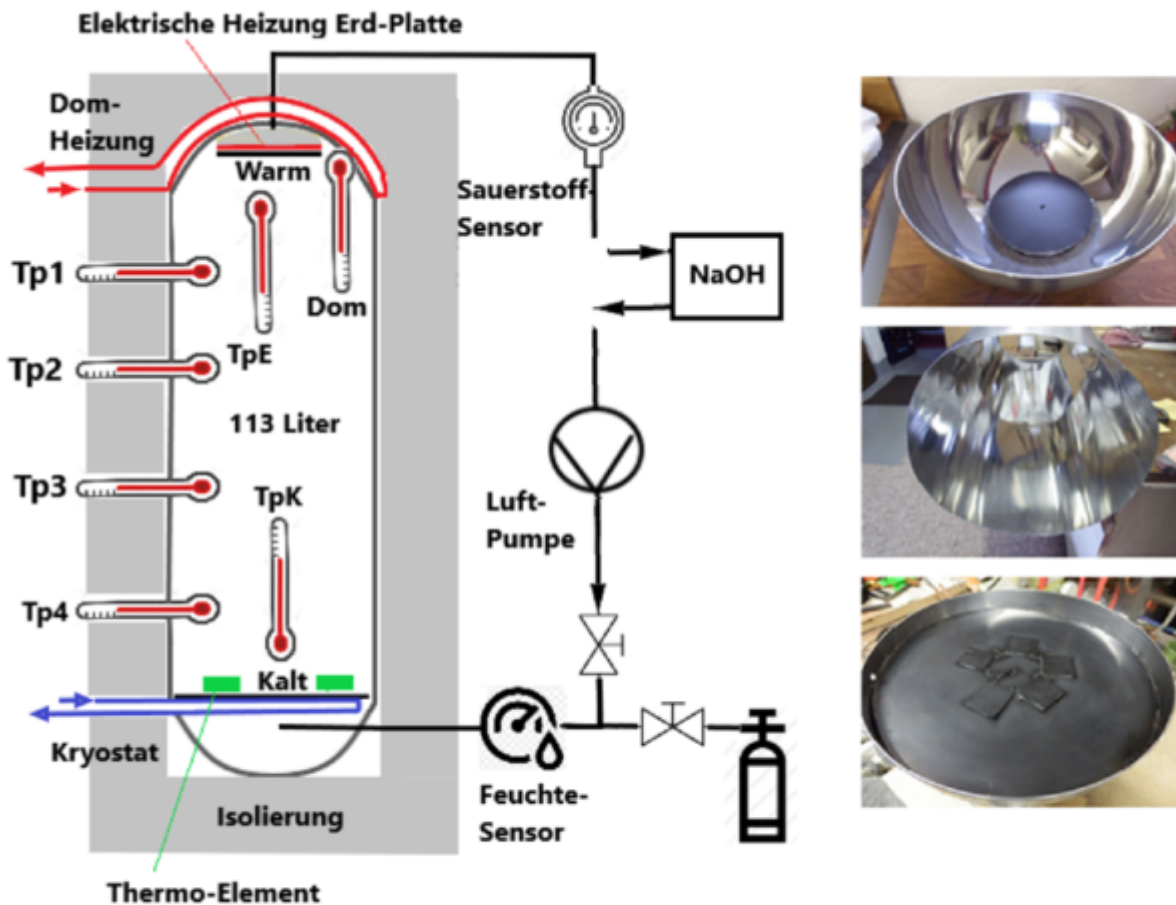 Elektrische Heizung Erd-Platte
Dom-
Heizung
Warm
Sauerstoff-
Sensor
Tp1
Dom
NaOH
TpE
Tp2
113 Liter
Tp3
TpK
Luft-
Pumpe
Tp4
Kalt
Kryostat
Feuchte-
Sensor
Isolierung
Thermo-Element